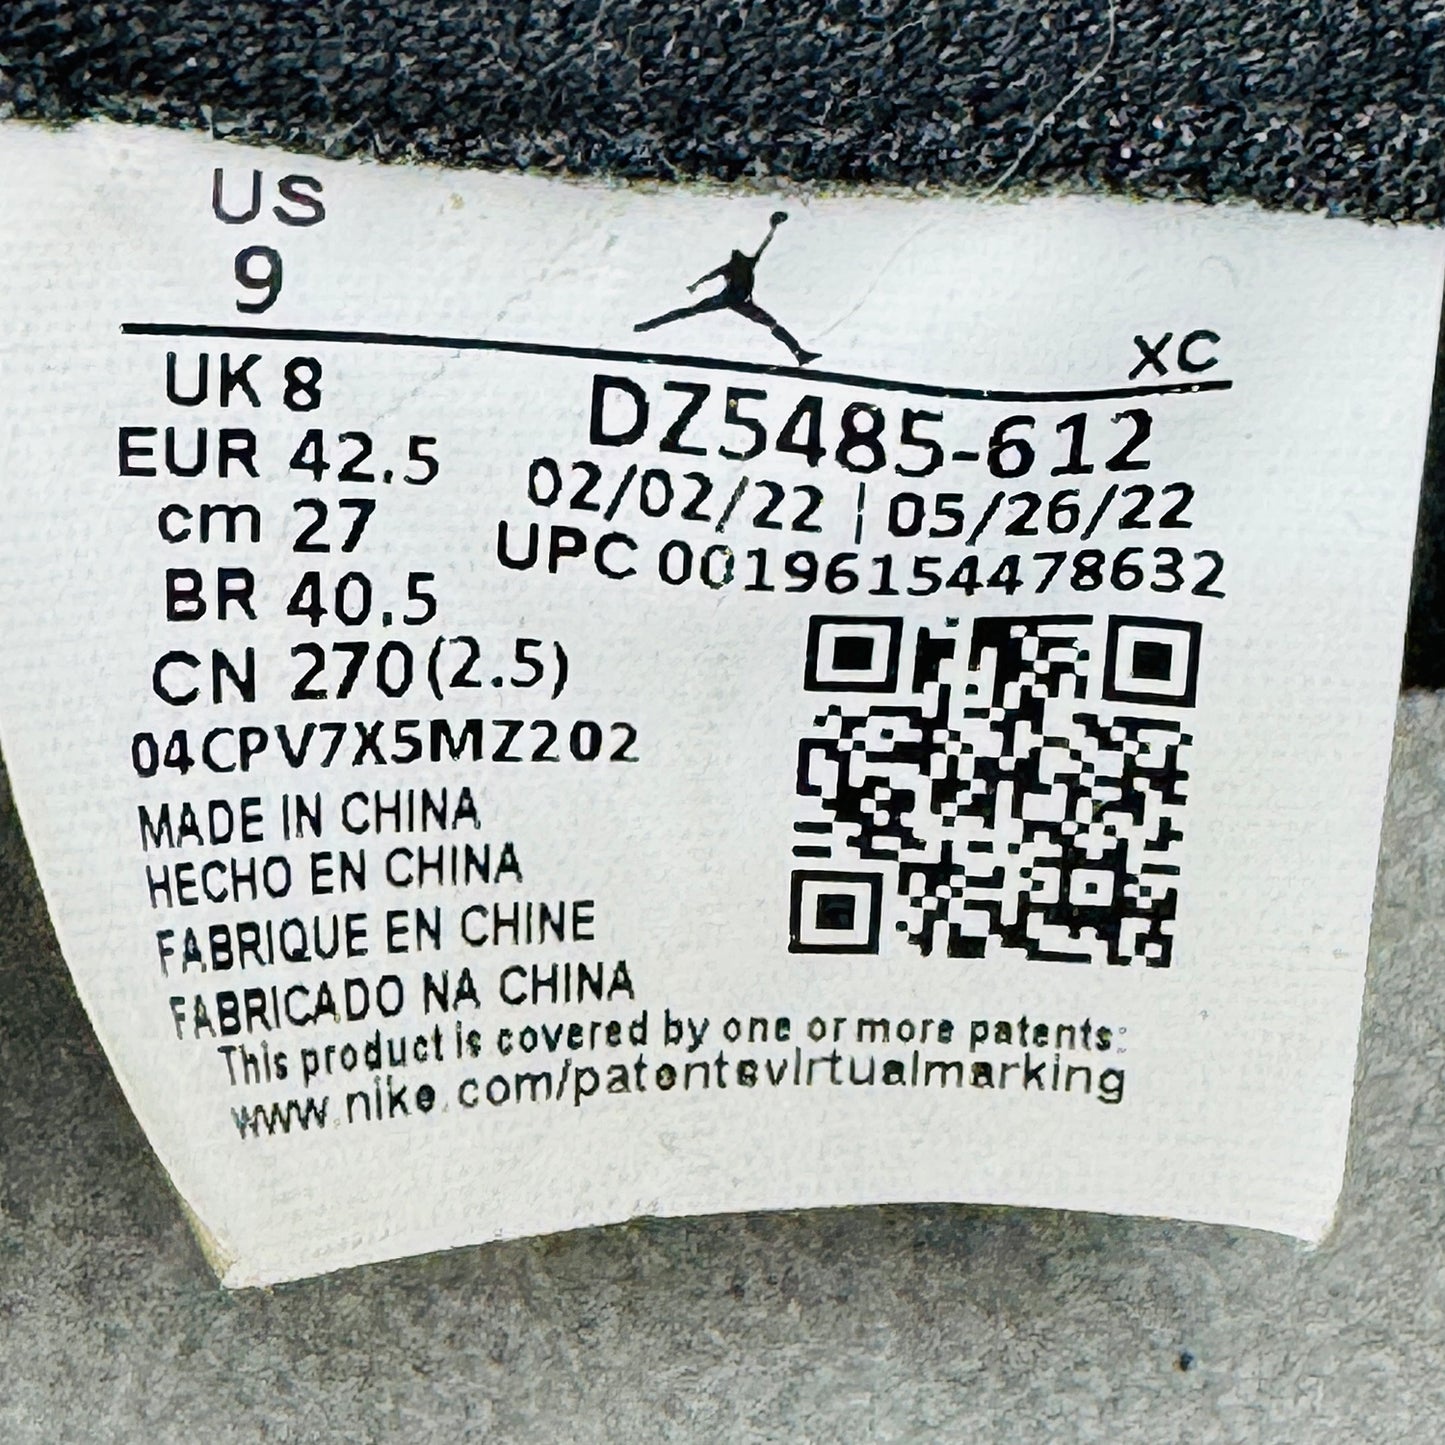 US
9
XC
UK 8
DZ5485-612
EUR 42.5
02/02/22 | 05/26/22
cm 27
UPC 00196154478632
BR 40.5
CN 270(2.5)
04CPV7X5MZ202
MADE IN CHINA
HECHO EN CHINA
FABRIQUE EN CHINE
FABRICADO NA CHINA
This product is covered by one or more patents:
www.nike.com/patentsvirtualmarking